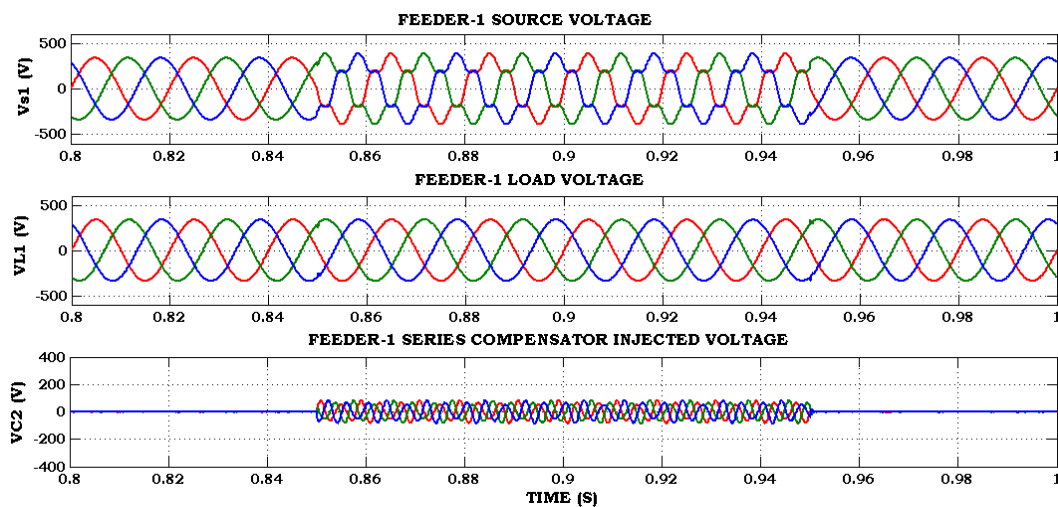 FEEDER-1 SOURCE VOLTAGE
Vs1 (V)
500
0
-500
0.8 0.82 0.84 0.86 0.88 0.9 0.92 0.94 0.96 0.98 1
FEEDER-1 LOAD VOLTAGE
VL1 (V)
500
0
-500
0.8 0.82 0.84 0.86 0.88 0.9 0.92 0.94 0.96 0.98 1
FEEDER-1 SERIES COMPENSATOR INJECTED VOLTAGE
VC2 (V)
400
200
0
-200
-400
0.8 0.82 0.84 0.86 0.88 0.9 0.92 0.94 0.96 0.98 1
TIME (S)